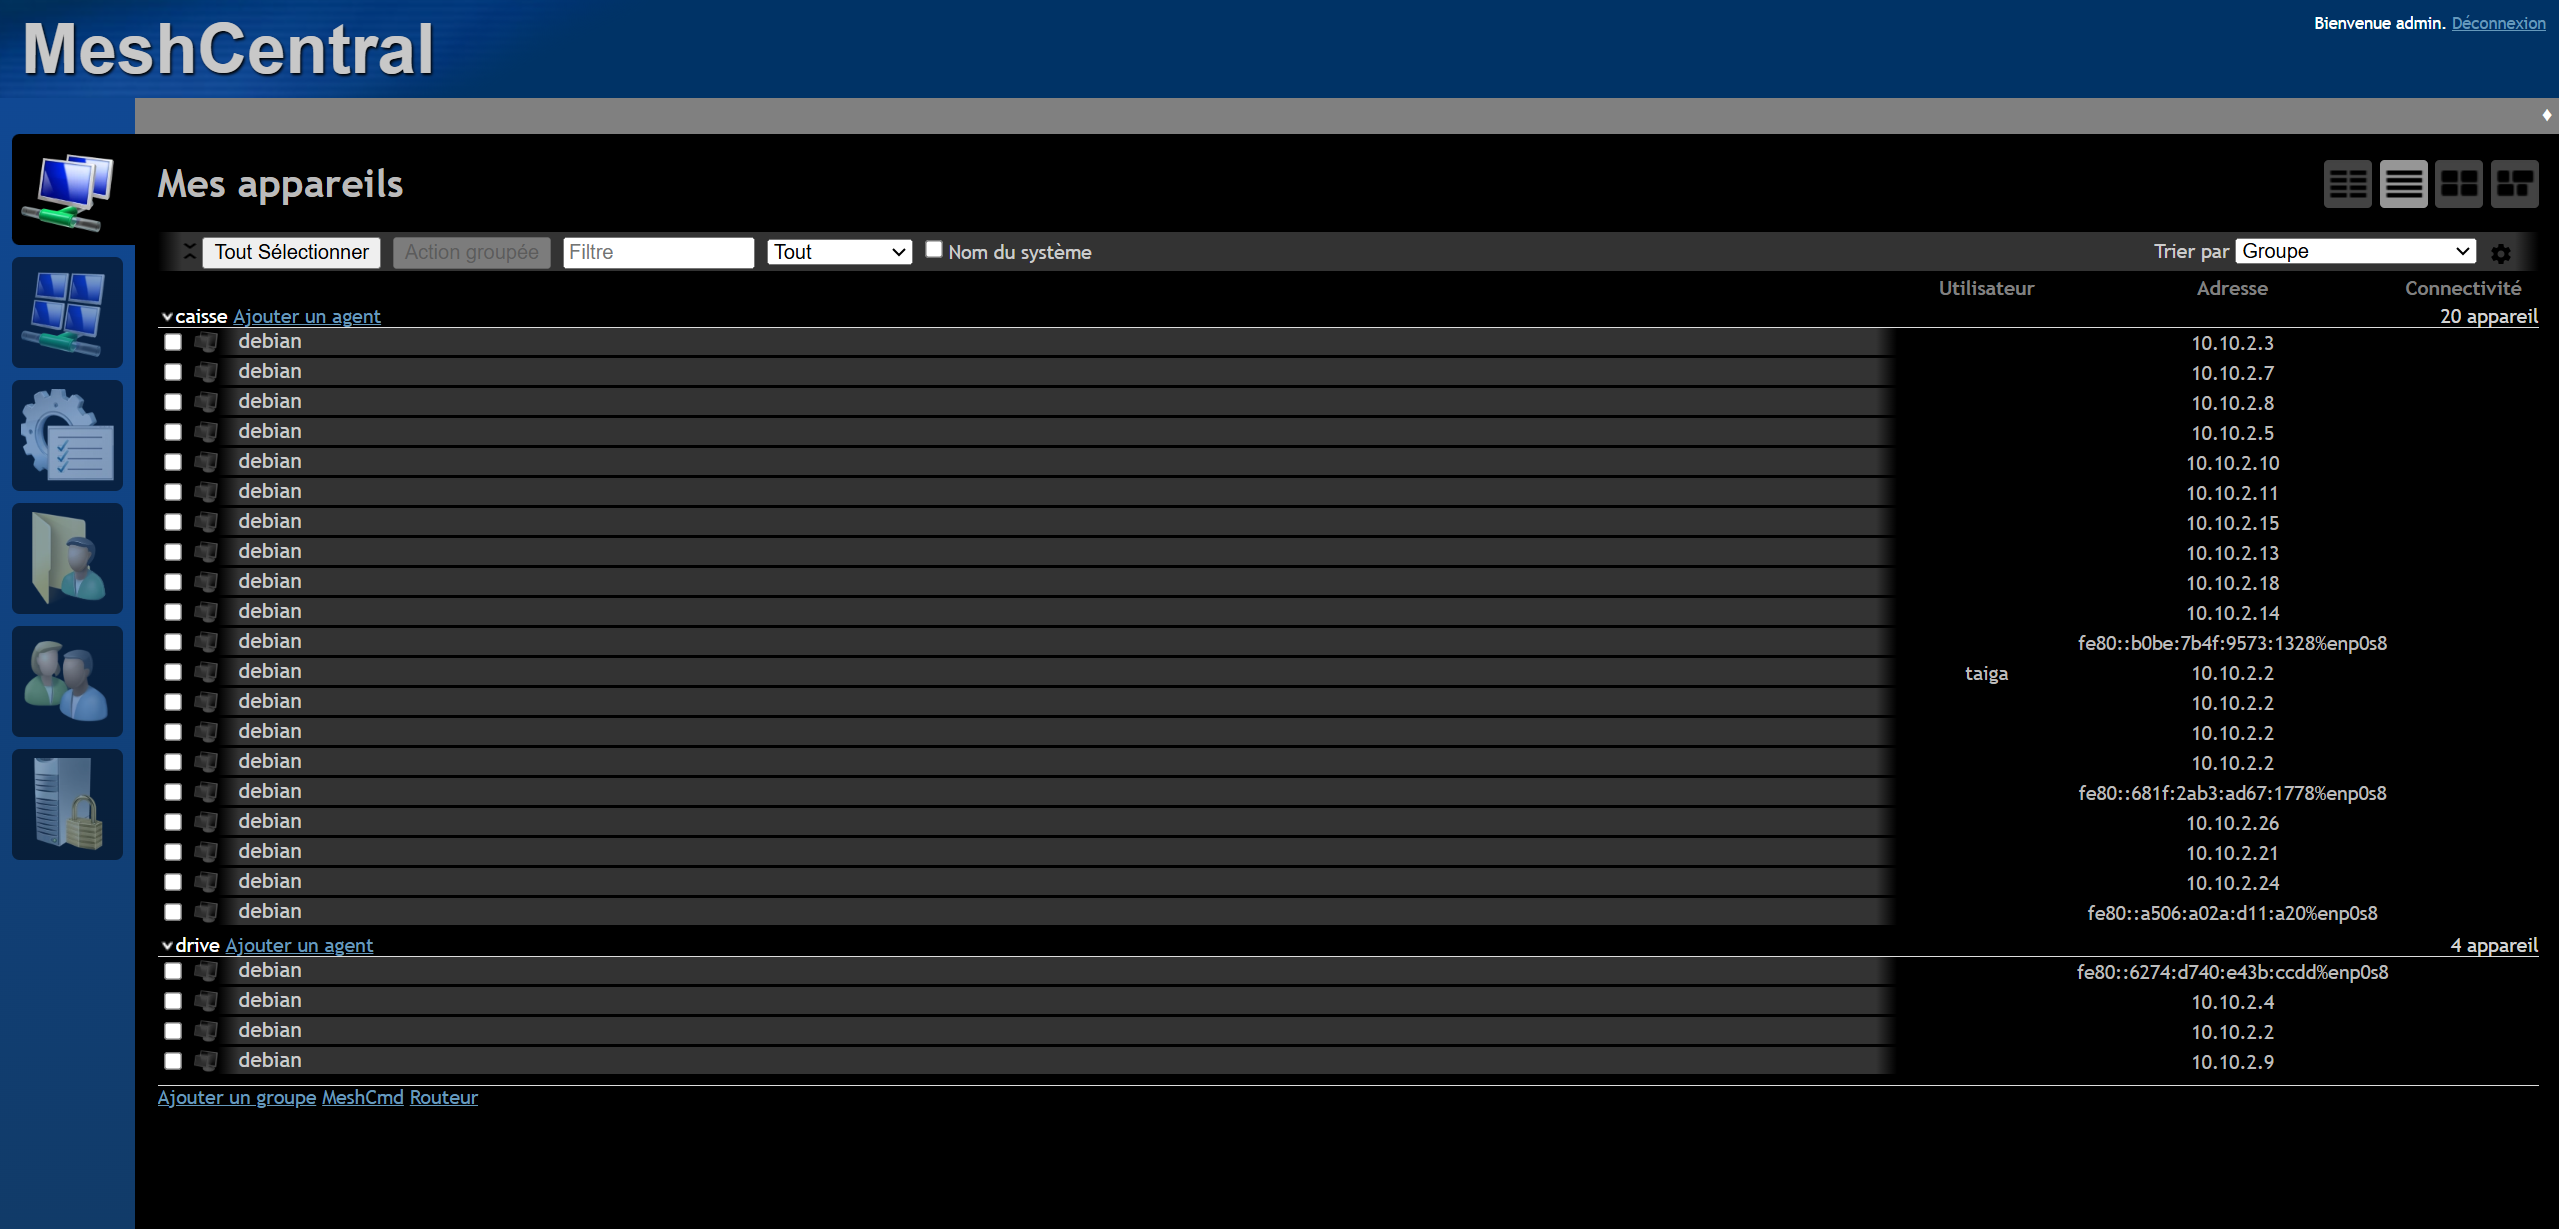 MeshCentral
Bienvenue admin. Déconnexion
Mes appareils
Tout Sélectionner Action groupée Filtre Tout Nom du système Trier par Groupe
Utilisateur Adresse Connectivité
caisse Ajouter un agent 20 appareil
debian 10.10.2.3
debian 10.10.2.7
debian 10.10.2.8
debian 10.10.2.5
debian 10.10.2.10
debian 10.10.2.11
debian 10.10.2.15
debian 10.10.2.13
debian 10.10.2.18
debian 10.10.2.14
debian fe80::b0be:7b4f:9573:1328%enp0s8
debian taiga 10.10.2.2
debian 10.10.2.2
debian 10.10.2.2
debian 10.10.2.2
debian fe80::681f:2ab3:ad67:1778%enp0s8
debian 10.10.2.26
debian 10.10.2.21
debian 10.10.2.24
debian fe80::a506:a02a:d11:a20%enp0s8
drive Ajouter un agent 4 appareil
debian fe80::6274:d740:e43b:ccdd%enp0s8
debian 10.10.2.4
debian 10.10.2.2
debian 10.10.2.9
Ajouter un groupe MeshCmd Routeur